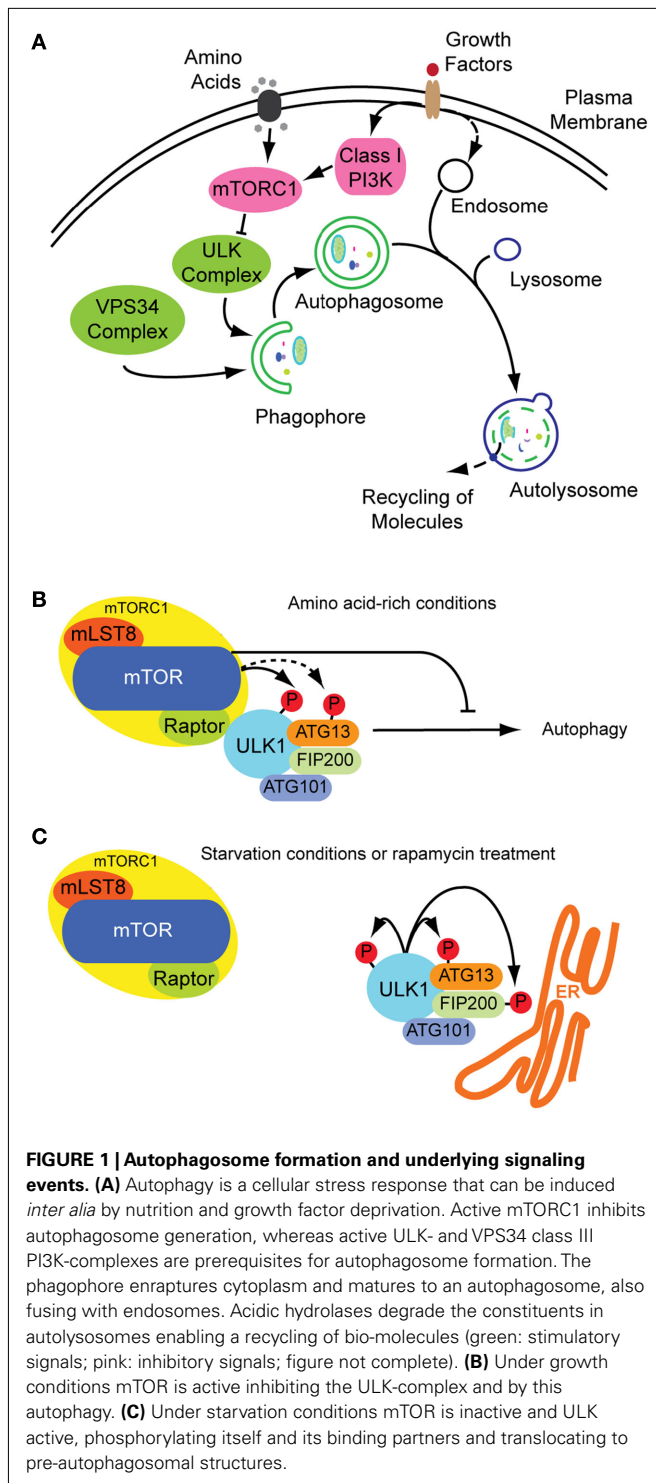 A
Amino
Acids
Growth
Factors
Plasma
Membrane
Class I
PI3K
mTORC1
Endosome
ULK
Complex
Lysosome
VPS34
Complex
Autophagosome
Phagophore
Autolysosome
Recycling of
Molecules
B
Amino acid-rich conditions
mTORC1
mLST8
mTOR
Raptor
P
P
ULK1
ATG13
FIP200
ATG101
Autophagy
C
Starvation conditions or rapamycin treatment
mTORC1
mLST8
mTOR
Raptor
P
P
ULK1
ATG13
FIP200
P
ATG101
ER
FIGURE 1 | Autophagosome formation and underlying signaling
events. (A) Autophagy is a cellular stress response that can be induced
inter alia by nutrition and growth factor deprivation. Active mTORC1 inhibits
autophagosome generation, whereas active ULK- and VPS34 class III
PI3K-complexes are prerequisites for autophagosome formation. The
phagophore enraptures cytoplasm and matures to an autophagosome, also
fusing with endosomes. Acidic hydrolases degrade the constituents in
autolysosomes enabling a recycling of bio-molecules (green: stimulatory
signals; pink: inhibitory signals; figure not complete). (B) Under growth
conditions mTOR is active inhibiting the ULK-complex and by this
autophagy. (C) Under starvation conditions mTOR is inactive and ULK
active, phosphorylating itself and its binding partners and translocating to
pre-autophagosomal structures.